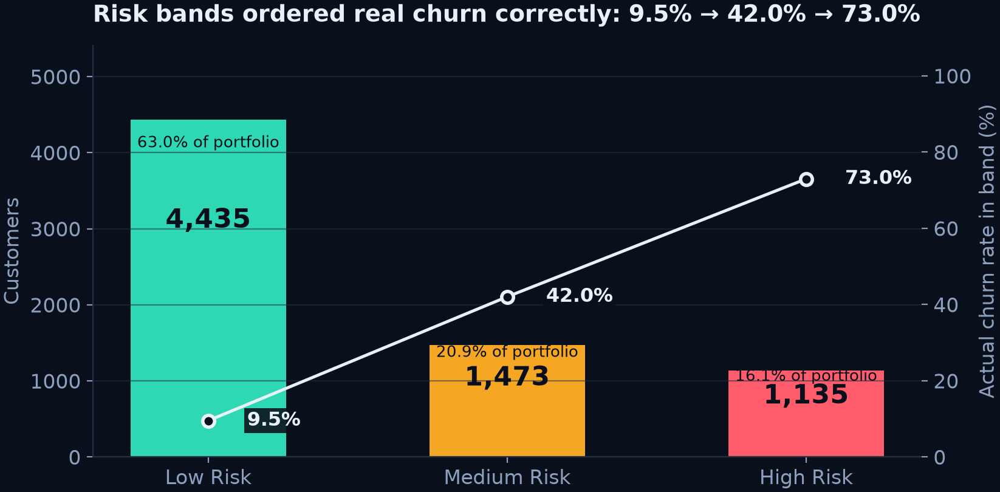 Risk bands ordered real churn correctly: 9.5% → 42.0% → 73.0%
Customers
5000
4000
3000
2000
1000
0
63.0% of portfolio
4,435
9.5%
20.9% of portfolio
1,473
42.0%
16.1% of portfolio
1,135
73.0%
100
80
60
40
20
0
Actual churn rate in band (%)
Low Risk
Medium Risk
High Risk